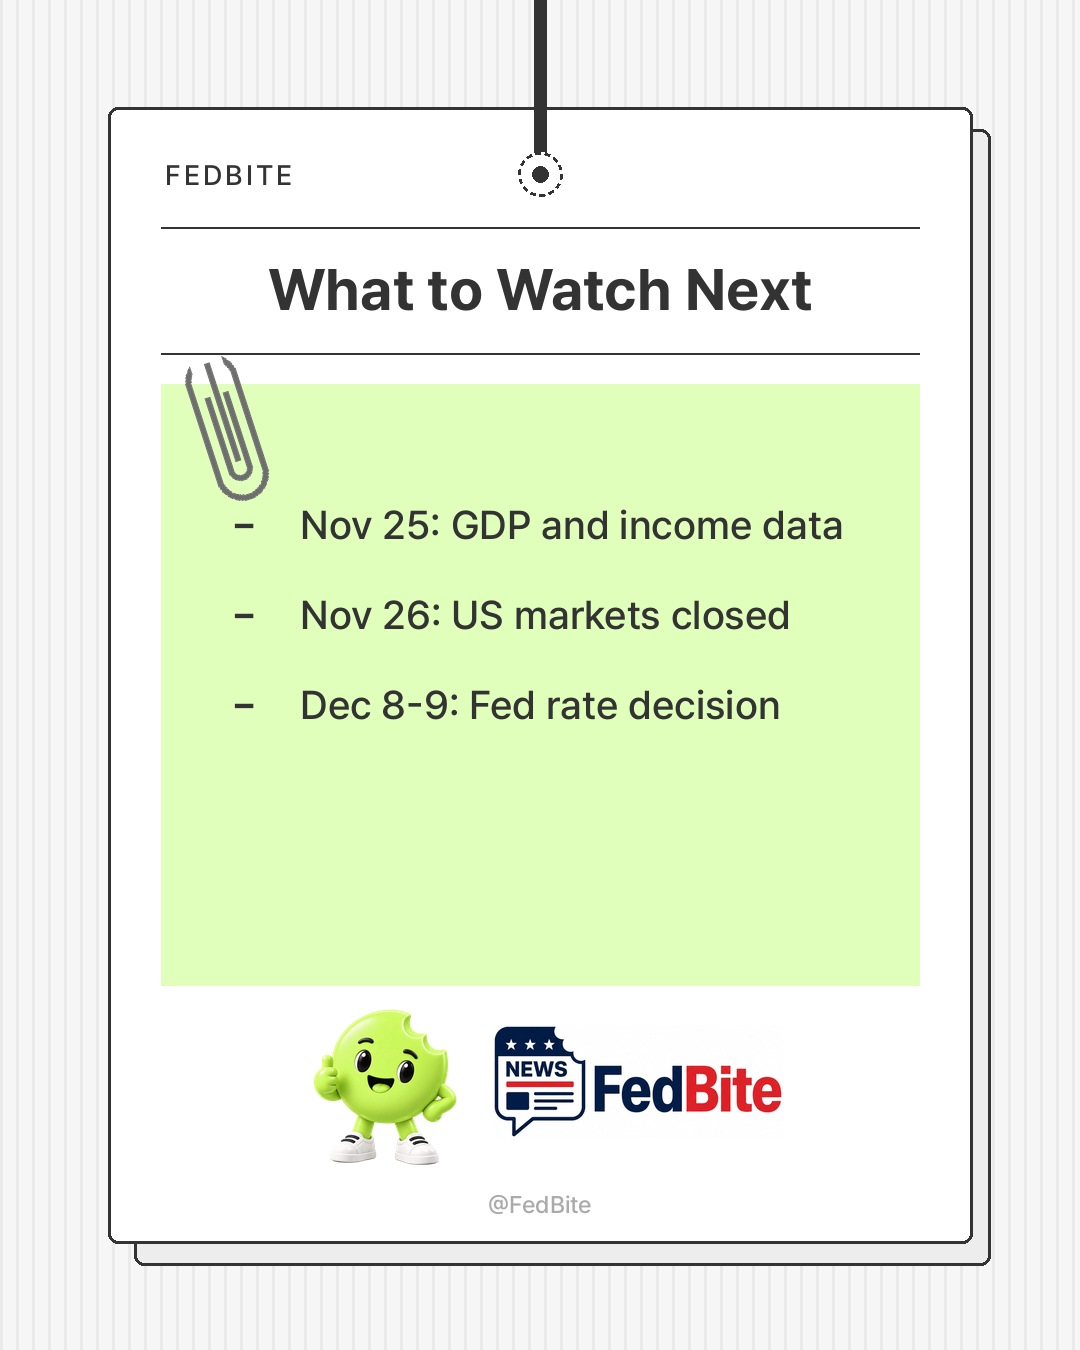 FEDBITE
What to Watch Next
– Nov 25: GDP and income data
– Nov 26: US markets closed
– Dec 8-9: Fed rate decision
NEWS
FedBite
@FedBite